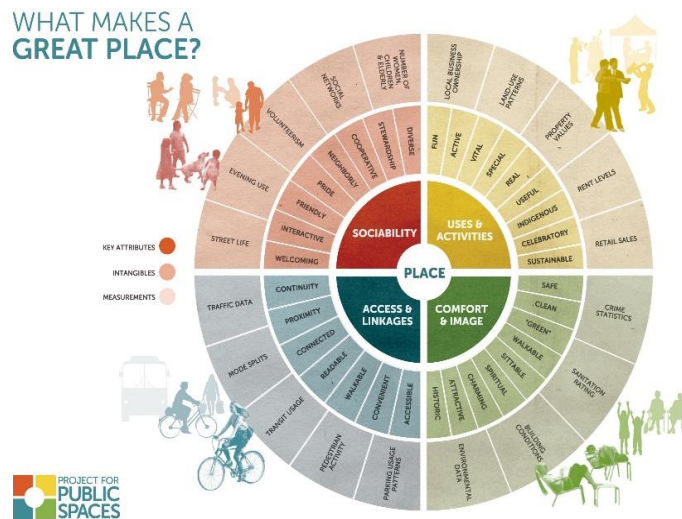 WHAT MAKES A
GREAT PLACE?
KEY ATTRIBUTES
INTANGIBLES
MEASUREMENTS
PLACE
SOCIABILITY
WELCOMING
INTERACTIVE
FRIENDLY
PRIDE
NEIGHBORLY
COOPERATIVE
STEWARDSHIP
DIVERSE
STREET LIFE
EVENING USE
VOLUNTEERISM
SOCIAL
NETWORKS
NUMBER OF
WOMEN,
CHILDREN
& ELDERLY
USES &
ACTIVITIES
FUN
ACTIVE
VITAL
SPECIAL
REAL
USEFUL
INDIGENOUS
CELEBRATORY
SUSTAINABLE
LOCAL BUSINESS
OWNERSHIP
LAND-USE
PATTERNS
PROPERTY
VALUES
RENT LEVELS
RETAIL SALES
ACCESS &
LINKAGES
CONTINUITY
PROXIMITY
CONNECTED
READABLE
WALKABLE
CONVENIENT
ACCESSIBLE
TRAFFIC DATA
MODE SPLITS
TRANSIT USAGE
PEDESTRIAN
ACTIVITY
PARKING USAGE
PATTERNS
COMFORT
& IMAGE
SAFE
CLEAN
"GREEN"
WALKABLE
SITTABLE
SPIRITUAL
CHARMING
ATTRACTIVE
HISTORIC
CRIME
STATISTICS
SANITATION
RATING
BUILDING
CONDITIONS
ENVIRONMENTAL
DATA
PROJECT FOR
PUBLIC
SPACES